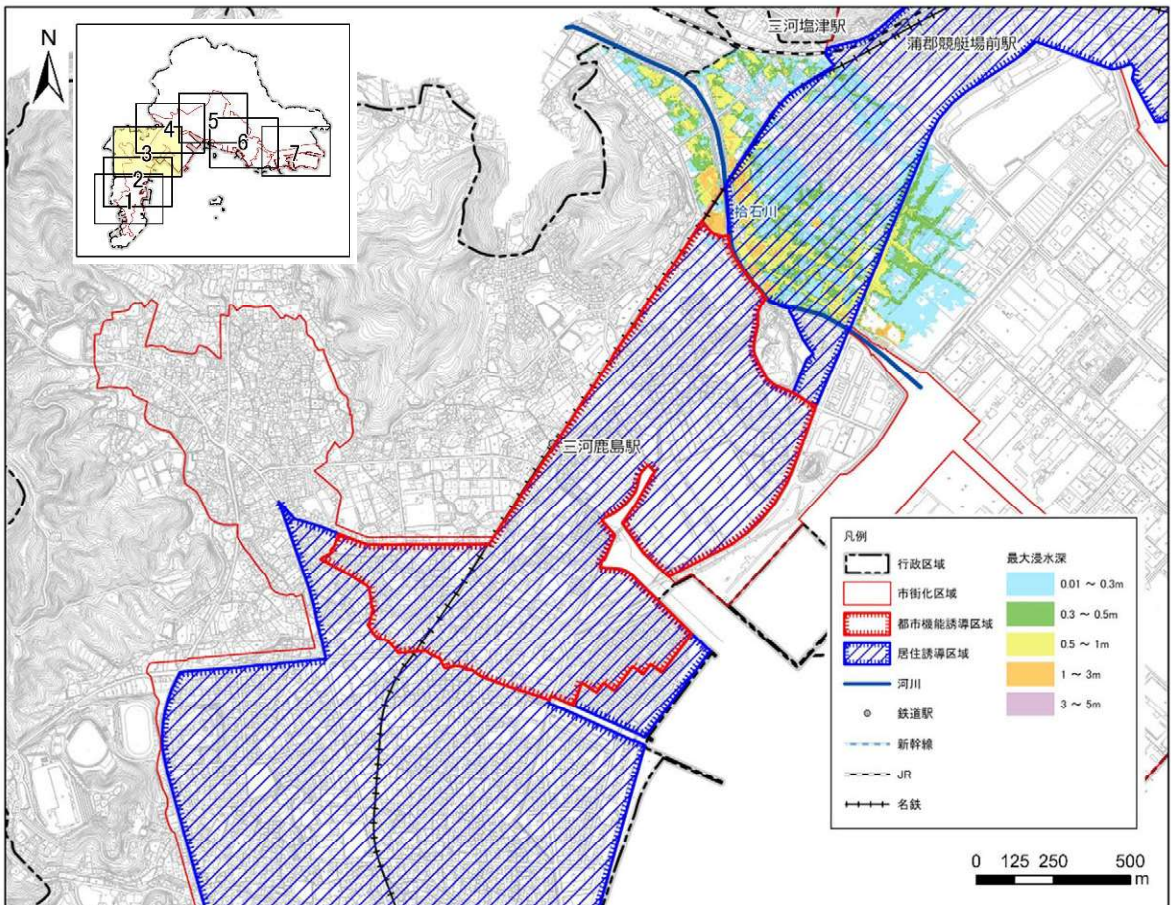 N
4
5
3
6
7
2
1
三河塩津駅
蒲郡競艇場前駅
拾石川
三河鹿島駅
凡例
行政区域
市街化区域
都市機能誘導区域
居住誘導区域
河川
鉄道駅
新幹線
JR
名鉄
最大浸水深
0.01 ～ 0.3m
0.3 ～ 0.5m
0.5 ～ 1m
1 ～ 3m
3 ～ 5m
0 125 250 500
m